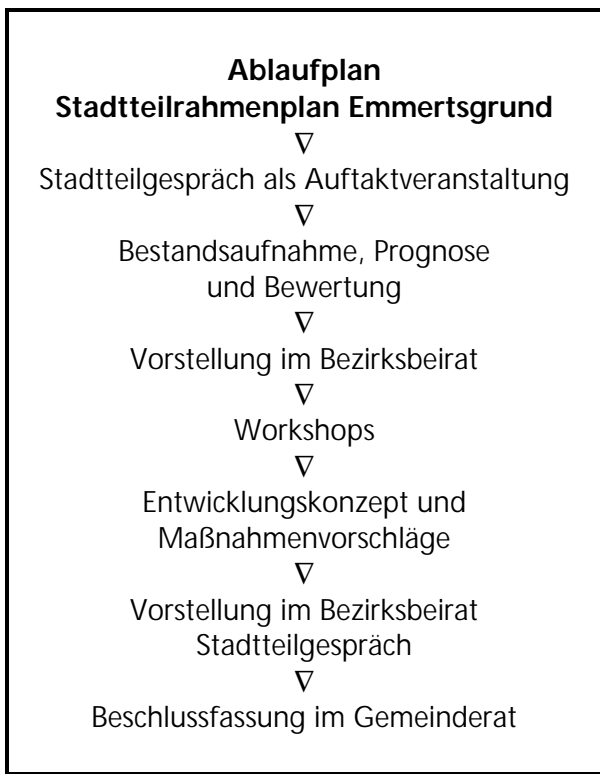 Ablaufplan
Stadtteilrahmenplan Emmertsgrund
∇
Stadtteilgespräch als Auftaktveranstaltung
∇
Bestandsaufnahme, Prognose
und Bewertung
∇
Vorstellung im Bezirksbeirat
∇
Workshops
∇
Entwicklungskonzept und
Maßnahmenvorschläge
∇
Vorstellung im Bezirksbeirat
Stadtteilgespräch
∇
Beschlussfassung im Gemeinderat